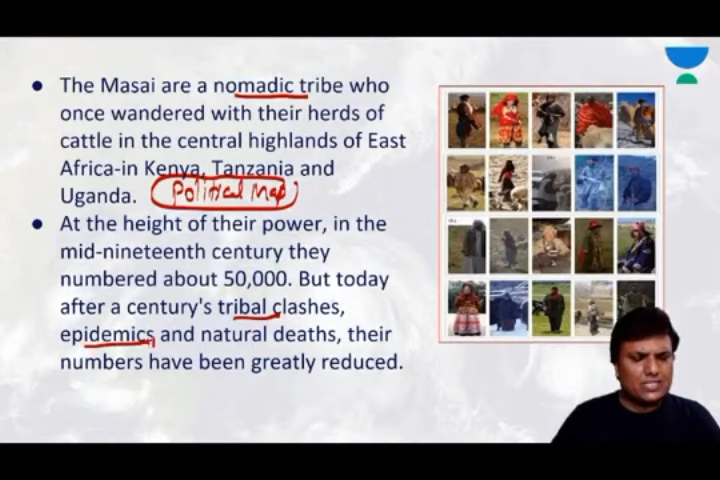 The Masai are a nomadic tribe who
once wandered with their herds of
cattle in the central highlands of East
Africa-in Kenya, Tanzania and
Uganda. Political Map
At the height of their power, in the
mid-nineteenth century they
numbered about 50,000. But today
after a century's tribal clashes,
epidemics and natural deaths, their
numbers have been greatly reduced.